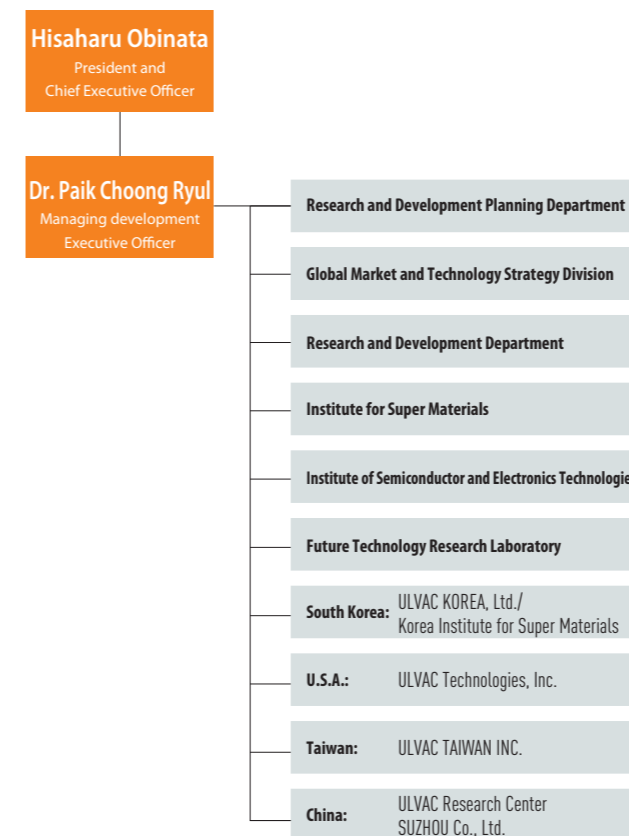 Hisaharu Obinata
President and
Chief Executive Officer
Dr. Paik Choong Ryul
Managing development
Executive Officer
Research and Development Planning Department
Global Market and Technology Strategy Division
Research and Development Department
Institute for Super Materials
Institute of Semiconductor and Electronics Technologie
Future Technology Research Laboratory
South Korea: ULVAC KOREA, Ltd./
Korea Institute for Super Materials
U.S.A.: ULVAC Technologies, Inc.
Taiwan: ULVAC TAIWAN INC.
China: ULVAC Research Center
SUZHOU Co., Ltd.